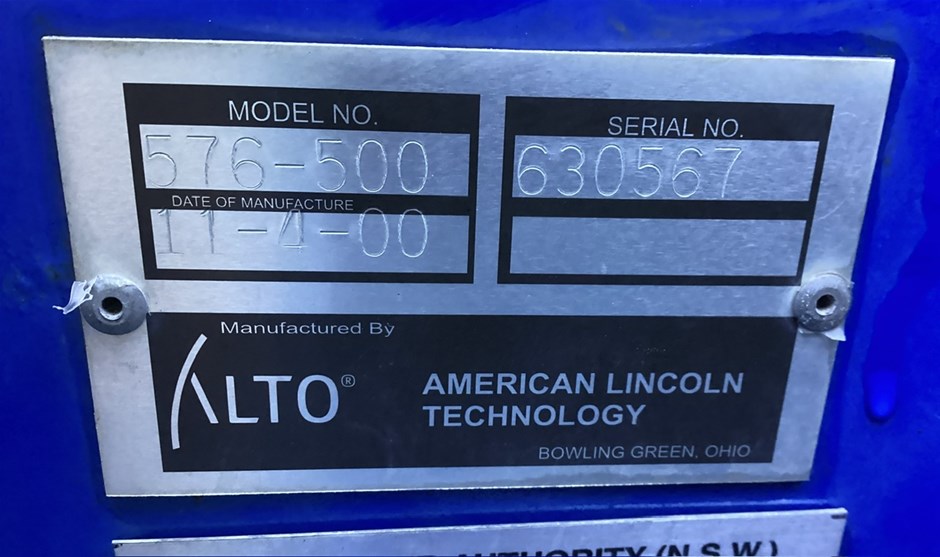 MODEL NO.
576-500
DATE OF MANUFACTURE
11-4-00
SERIAL NO.
630567
Manufactured By
ALTO®
AMERICAN LINCOLN
TECHNOLOGY
BOWLING GREEN, OHIO
AUTHORITY (N.S.W.)